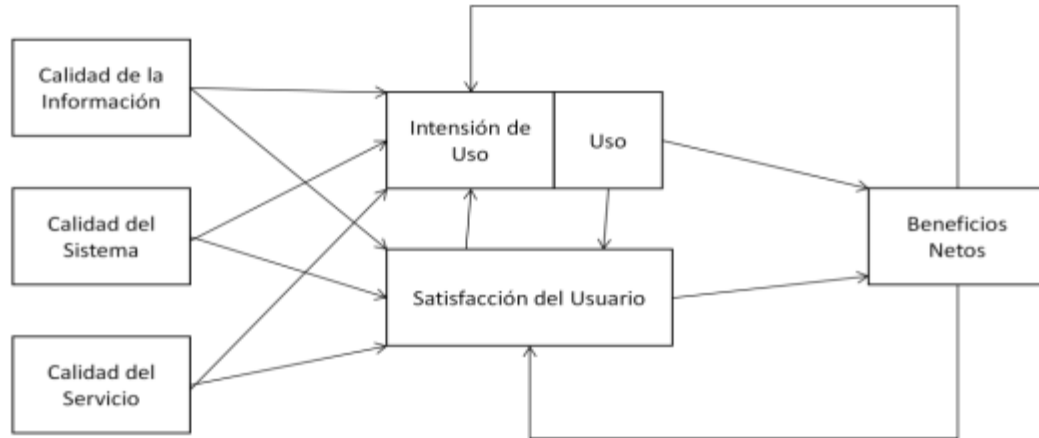 Calidad de la
Información
Intensión de
Uso
Uso
Calidad del
Sistema
Beneficios
Netos
Satisfacción del Usuario
Calidad del
Servicio